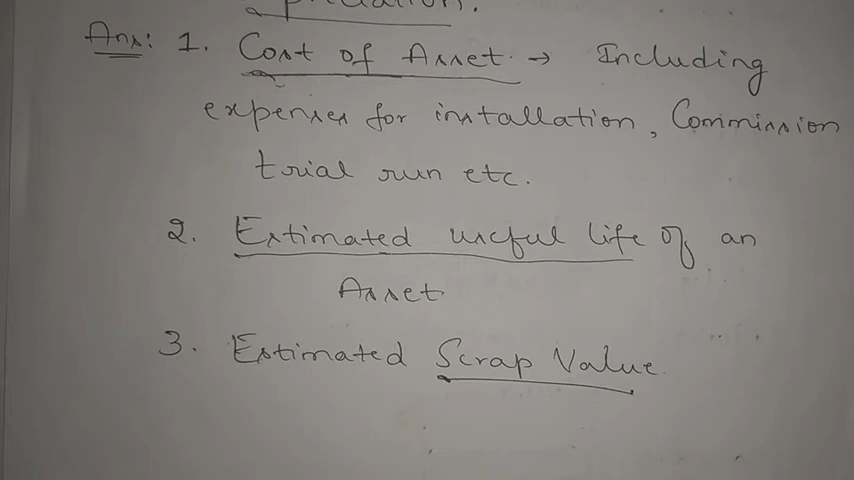 Ans: 1. Cost of Asset → Including
expenses for installation, Commission
trial run etc.
2. Estimated useful life of an
Asset
3. Estimated Scrap Value.